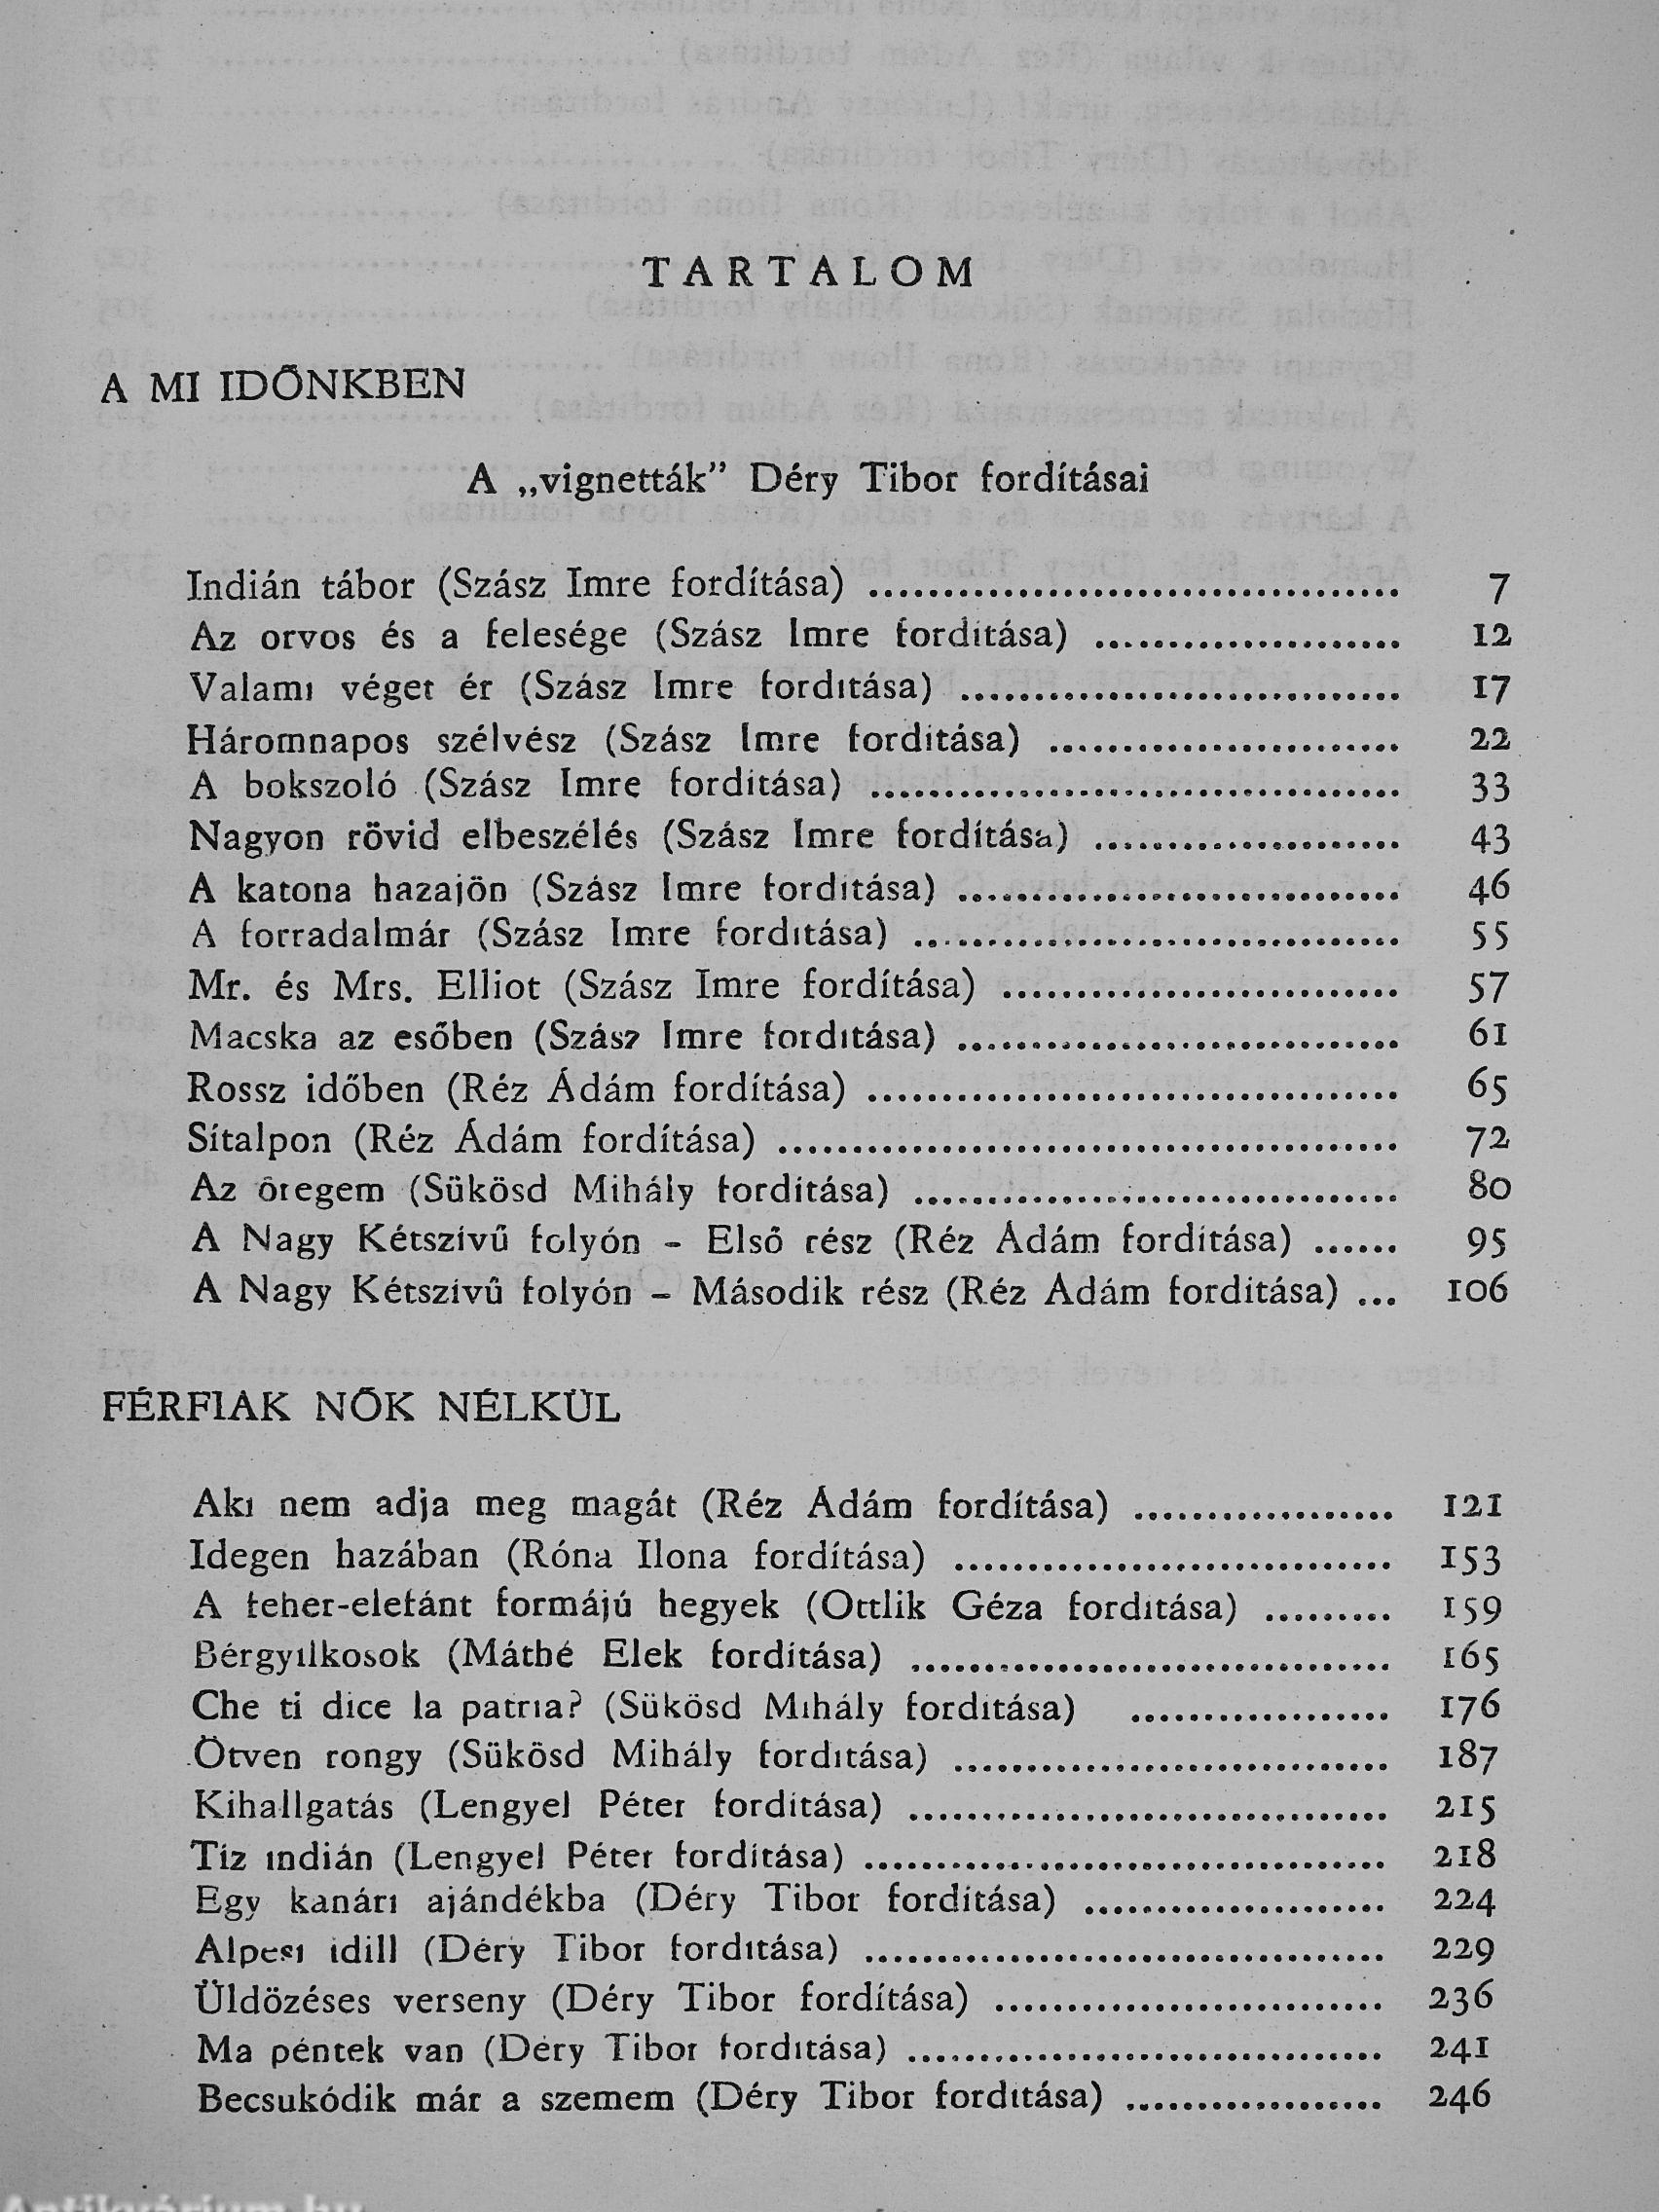 TARTALOM
A MI IDŐNKBEN
A „vignetták” Déry Tibor fordításai
Indián tábor (Szász Imre fordítása) .................................... 7
Az orvos és a felesége (Szász Imre fordítása) ..................... 12
Valami véget ér (Szász Imre fordítása) .............................. 17
Háromnapos szélvész (Szász Imre fordítása) ........................ 22
A bokszoló (Szász Imre fordítása) .................................... 33
Nagyon rövid elbeszélés (Szász Imre fordítása) ..................... 43
A katona hazajön (Szász Imre fordítása) .............................. 46
A forradalmár (Szász Imre fordítása) ................................. 55
Mr. és Mrs. Elliot (Szász Imre fordítása) ........................... 57
Macska az esőben (Szász Imre fordítása) .............................. 61
Rossz időben (Réz Ádám fordítása) .................................... 65
Sítalpon (Réz Ádám fordítása) .......................................... 72
Az öregem (Sükösd Mihály fordítása) ................................. 80
A Nagy Kétszívű folyón – Első rész (Réz Ádám fordítása) ...... 95
A Nagy Kétszívű folyón – Második rész (Réz Ádám fordítása) ... 106
FÉRFIAK NŐK NÉLKÜL
Aki nem adja meg magát (Réz Ádám fordítása) .................. 121
Idegen hazában (Róna Ilona fordítása) .............................. 153
A fehér-elefánt formájú hegyek (Ottlik Géza fordítása) ......... 159
Bérgyilkosok (Máthé Elek fordítása) ................................. 165
Che ti dice la patria? (Sükösd Mihály fordítása) .................. 176
Ötven rongy (Sükösd Mihály fordítása) .............................. 187
Kihallgatás (Lengyel Péter fordítása) ................................. 215
Tíz indián (Lengyel Péter fordítása) .................................... 218
Egy kanári ajándékba (Déry Tibor fordítása) ..................... 224
Alpesi idill (Déry Tibor fordítása) .................................... 229
Üldözéses verseny (Déry Tibor fordítása) ........................... 236
Ma péntek van (Déry Tibor fordítása) ................................. 241
Becsukódik már a szemem (Déry Tibor fordítása) .................. 246
Antikvárium.hu